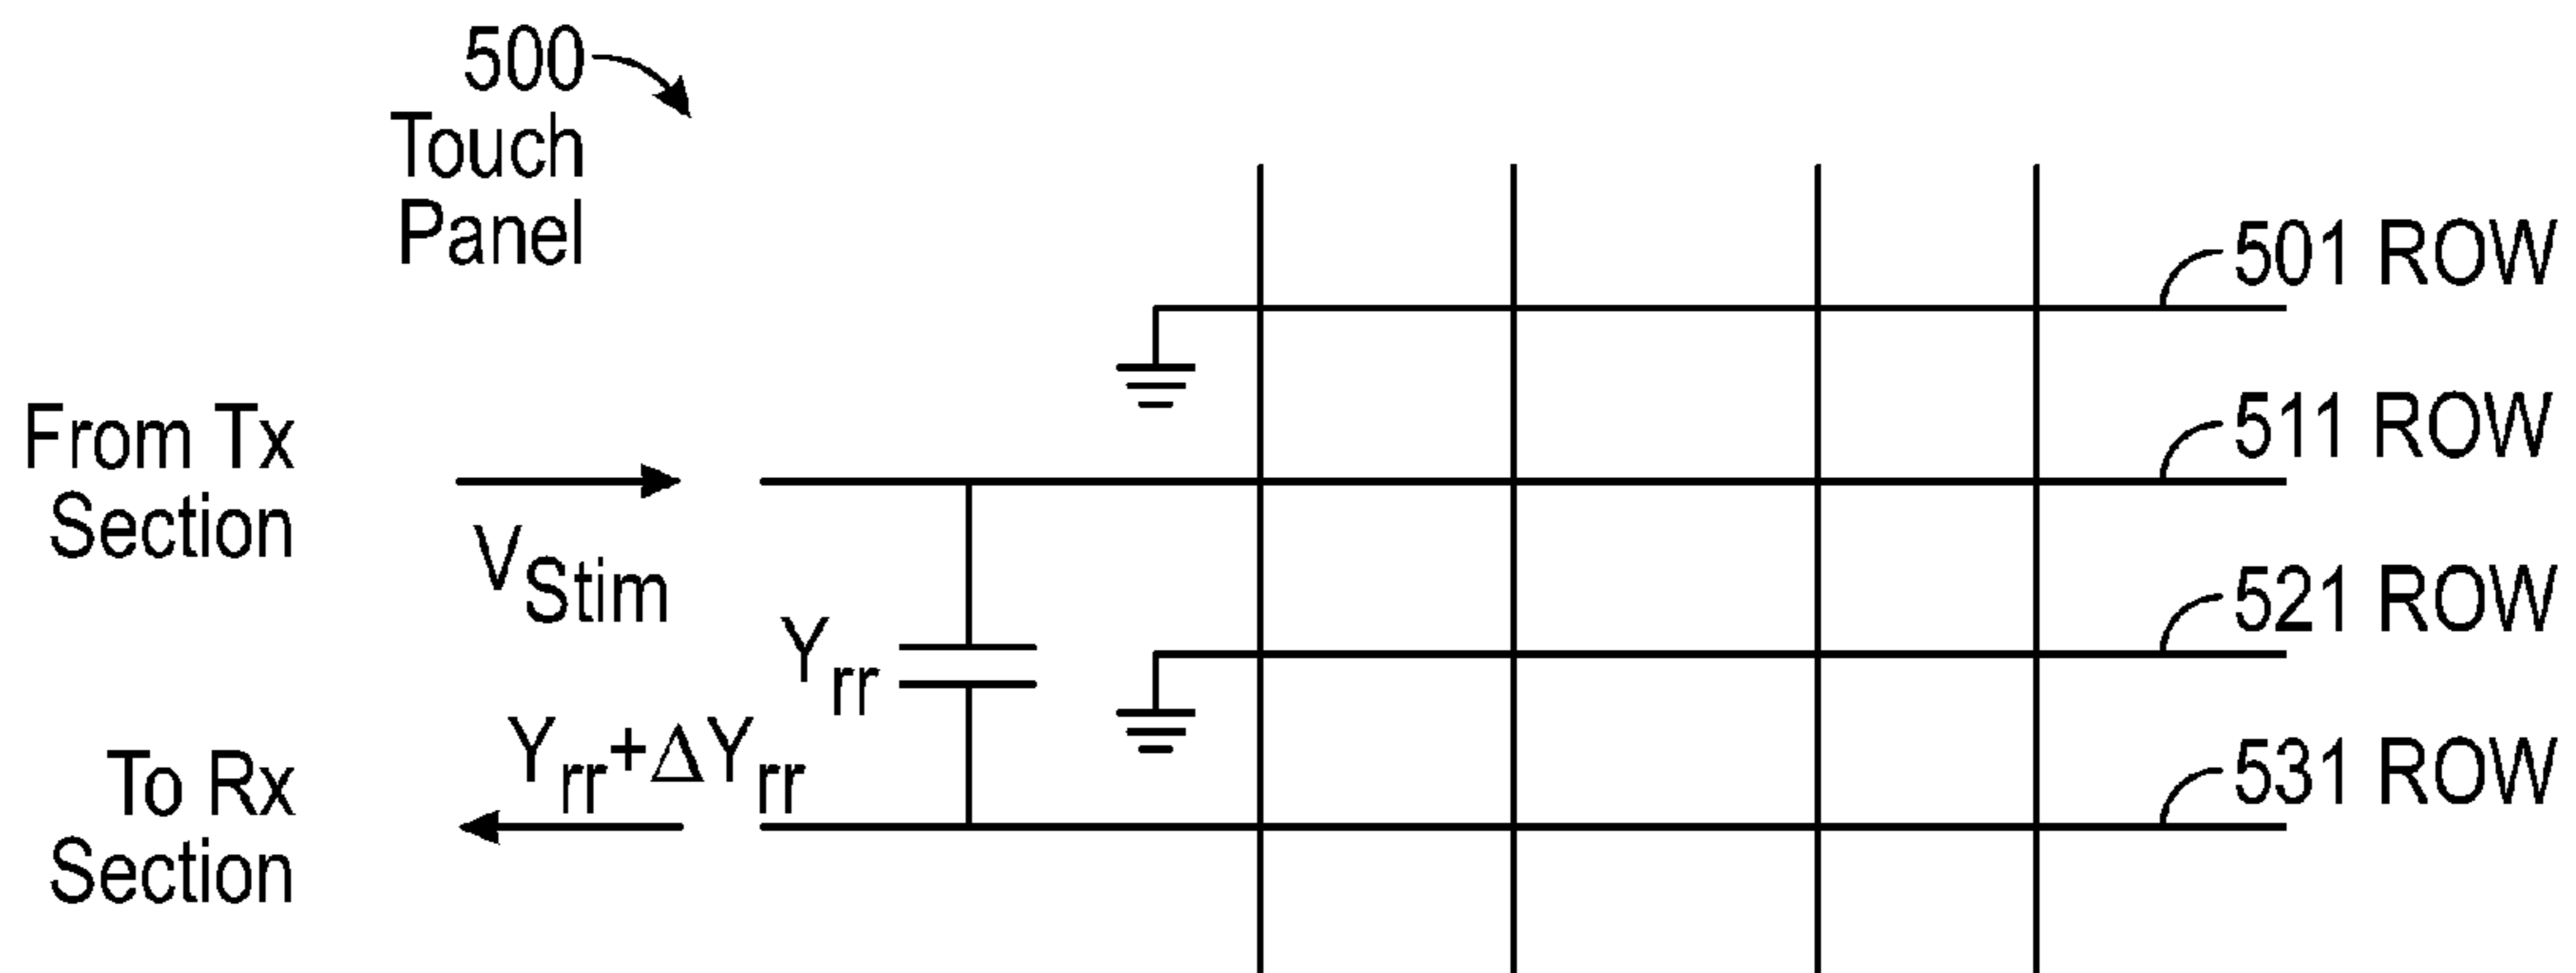 500
Touch
Panel
501 ROW
From Tx
Section
511 ROW
VStim
Yrr
521 ROW
To Rx
Section
Yrr+ΔYrr
531 ROW